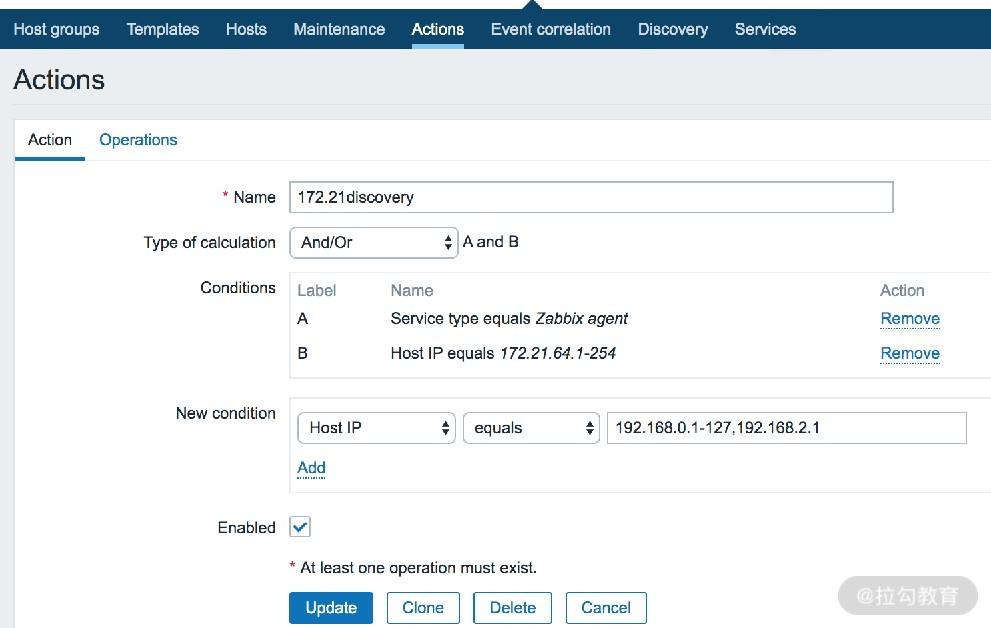 Host groups Templates Hosts Maintenance Actions Event correlation Discovery Services
Actions
Action Operations
* Name 172.21discovery
Type of calculation And/Or A and B
Conditions Label Name Action
A Service type equals Zabbix agent Remove
B Host IP equals 172.21.64.1-254 Remove
New condition
Host IP equals 192.168.0.1-127,192.168.2.1
Add
Enabled
* At least one operation must exist.
Update Clone Delete Cancel
@拉勾教育